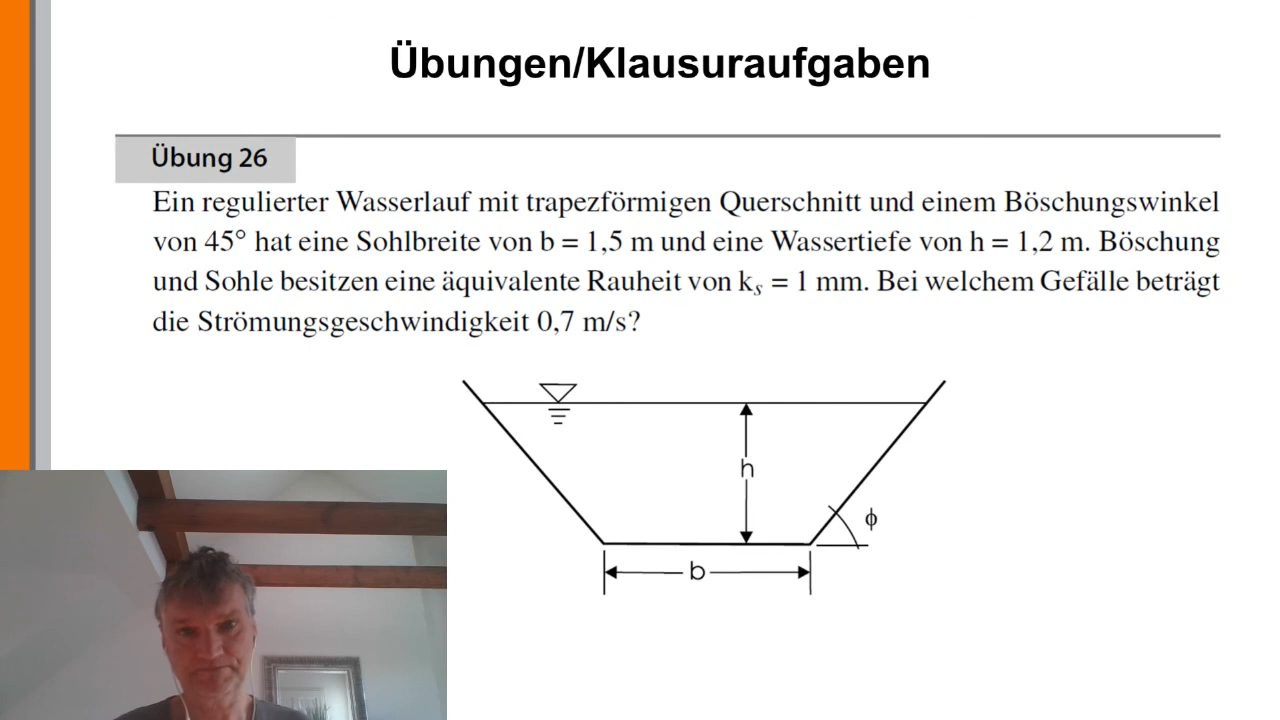 Übungen/Klausuraufgaben
Übung 26
Ein regulierter Wasserlauf mit trapezförmigen Querschnitt und einem Böschungswinkel
von 45° hat eine Sohlbreite von b = 1,5 m und eine Wassertiefe von h = 1,2 m. Böschung
und Sohle besitzen eine äquivalente Rauheit von kₛ = 1 mm. Bei welchem Gefälle beträgt
die Strömungsgeschwindigkeit 0,7 m/s?
h
ϕ
b